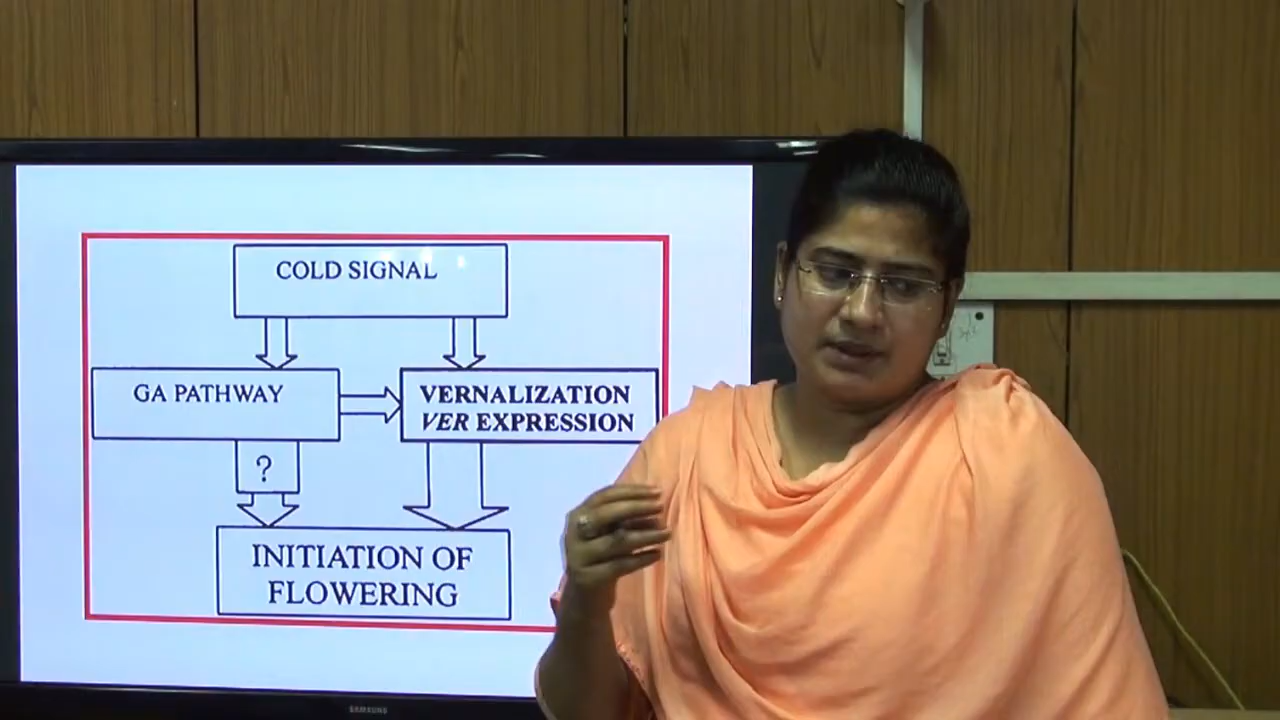 COLD SIGNAL
GA PATHWAY
VERNALIZATION
VER EXPRESSION
?
INITIATION OF
FLOWERING
SAMSUNG